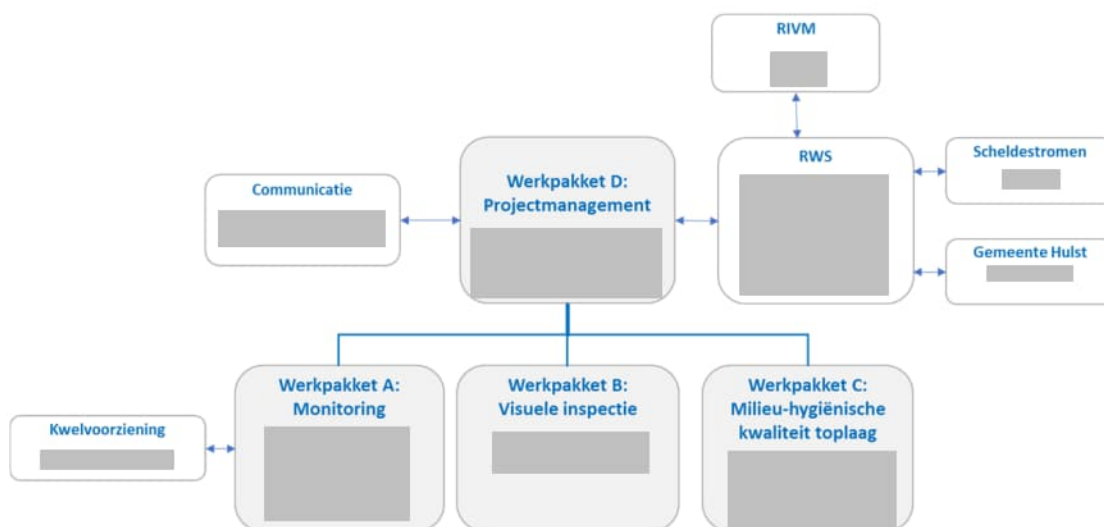 RIVM
Werkpakket D:
Projectmanagement
RWS
Scheldestromen
Communicatie
Gemeente Hulst
Werkpakket A:
Monitoring
Werkpakket B:
Visuele inspectie
Werkpakket C:
Milieu-hygiënische
kwaliteit toplaag
Kwelvoorziening